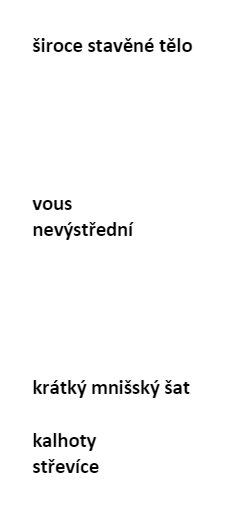 široce stavěné tělo
vous
nevýstřední
krátký mnišský šat
kalhoty
střevíce